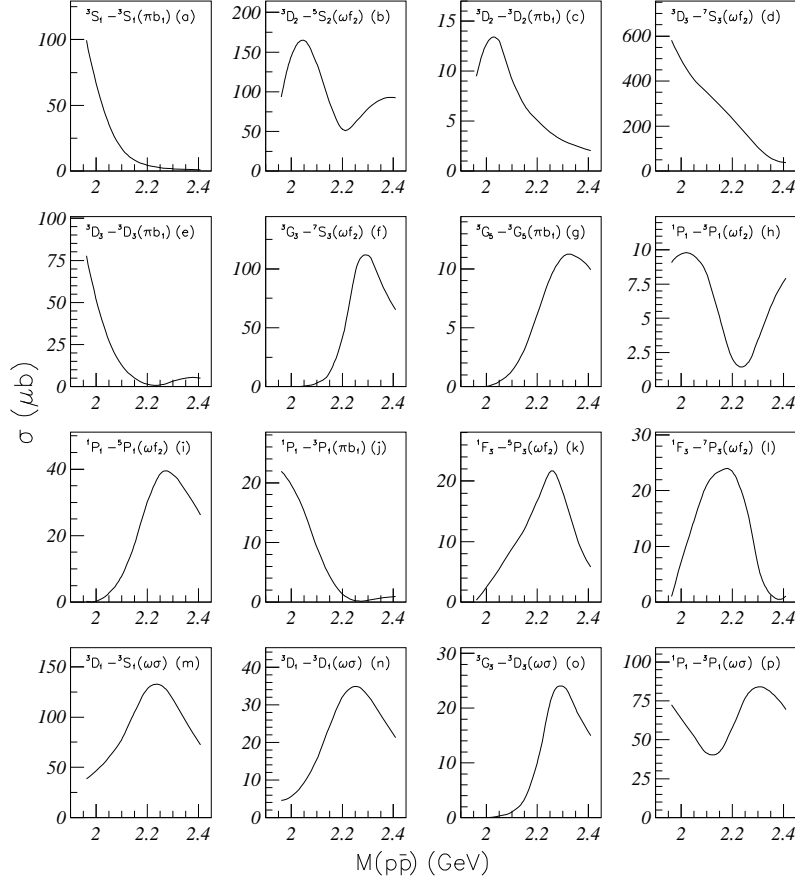 ³S₁ –³S₁(πb₁) (a)
100
50
0
2 2.2 2.4
³D₂ –⁵S₂(ωf₂) (b)
200
150
100
50
0
2 2.2 2.4
³D₂ –³D₂(πb₁) (c)
15
10
5
0
2 2.2 2.4
³D₃ –⁷S₃(ωf₂) (d)
600
400
200
0
2 2.2 2.4
³D₃ –³D₃(πb₁) (e)
100
75
50
25
0
2 2.2 2.4
³G₃ –⁷S₃(ωf₂) (f)
100
50
0
2 2.2 2.4
³G₅ –³G₅(πb₁) (g)
15
10
5
0
2 2.2 2.4
¹P₁ –³P₁(ωf₂) (h)
10
7.5
5
2.5
2 2.2 2.4
σ (μb)
¹P₁ –⁵P₁(ωf₂) (i)
40
20
0
2 2.2 2.4
¹P₁ –³P₁(πb₁) (j)
20
10
0
2 2.2 2.4
¹F₃ –⁵P₃(ωf₂) (k)
20
10
0
2 2.2 2.4
¹F₃ –⁷P₃(ωf₂) (l)
30
20
10
0
2 2.2 2.4
³D₁ –³S₁(ωσ) (m)
150
100
50
0
2 2.2 2.4
³D₁ –³D₁(ωσ) (n)
40
30
20
10
0
2 2.2 2.4
³G₃ –³D₃(ωσ) (o)
30
20
10
0
2 2.2 2.4
¹P₁ –³P₁(ωσ) (p)
100
75
50
25
0
2 2.2 2.4
M(pp̄) (GeV)